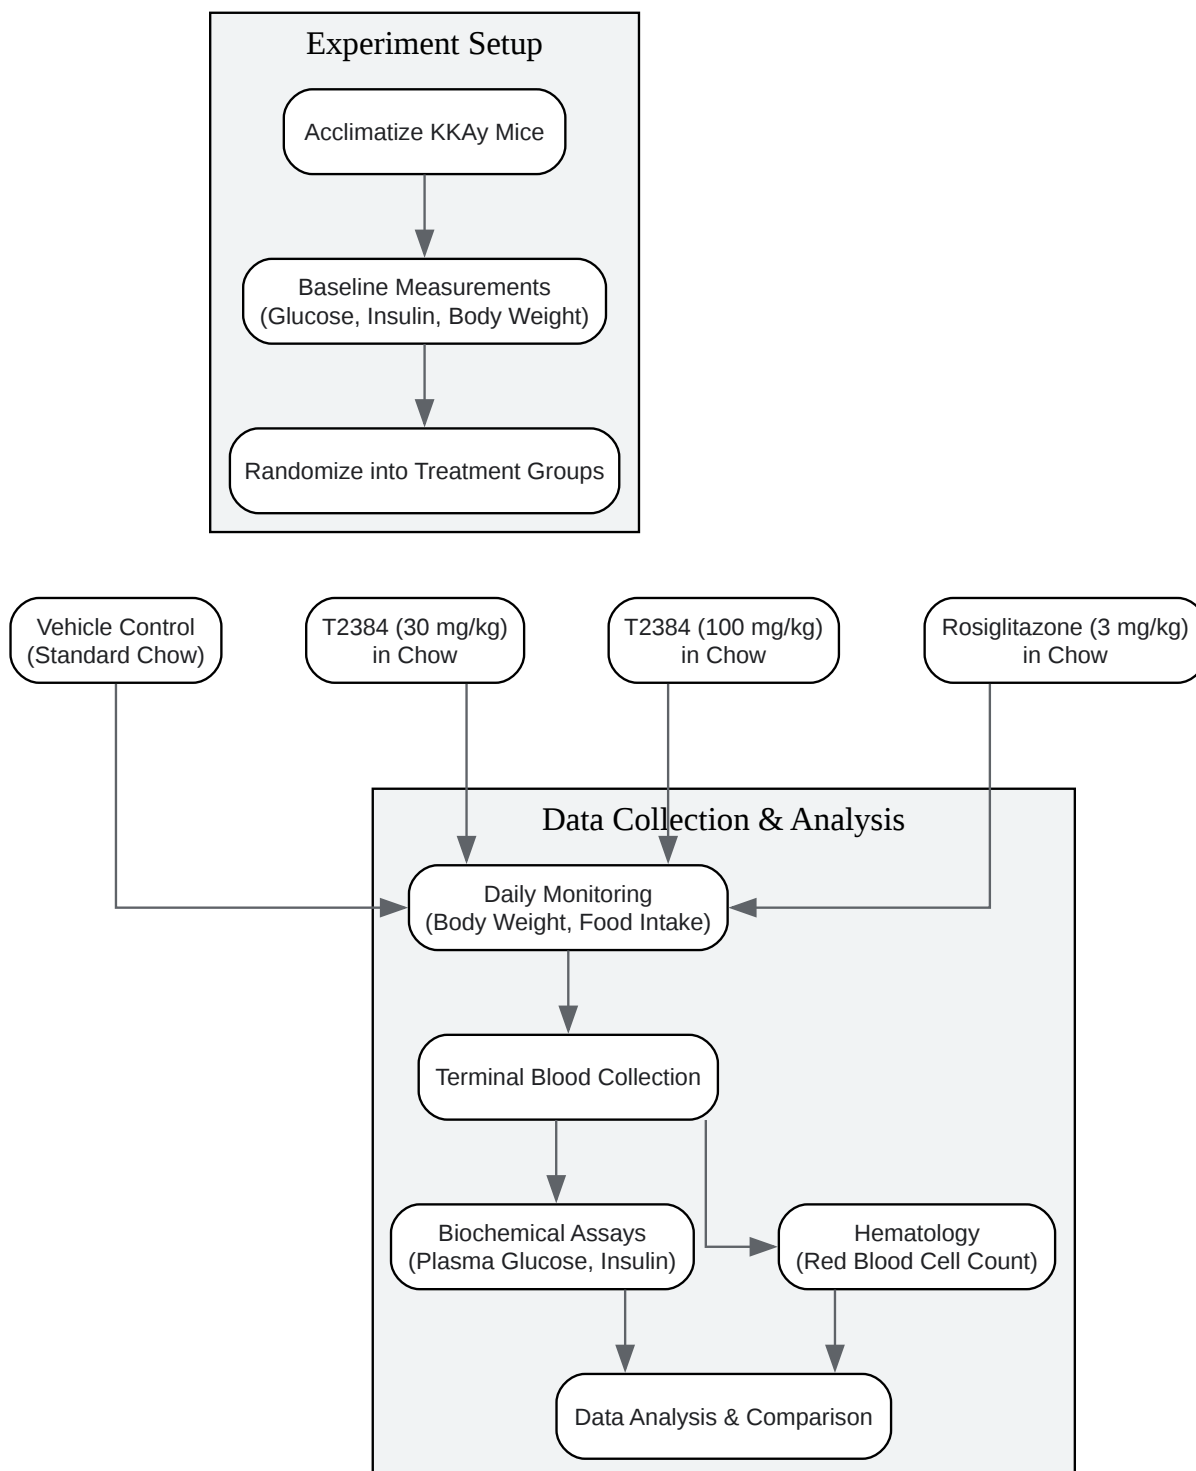 Experiment Setup
Acclimatize KKAy Mice
Baseline Measurements
(Glucose, Insulin, Body Weight)
Randomize into Treatment Groups
Vehicle Control
(Standard Chow)
T2384 (30 mg/kg)
in Chow
T2384 (100 mg/kg)
in Chow
Rosiglitazone (3 mg/kg)
in Chow
Data Collection & Analysis
Daily Monitoring
(Body Weight, Food Intake)
Terminal Blood Collection
Biochemical Assays
(Plasma Glucose, Insulin)
Hematology
(Red Blood Cell Count)
Data Analysis & Comparison